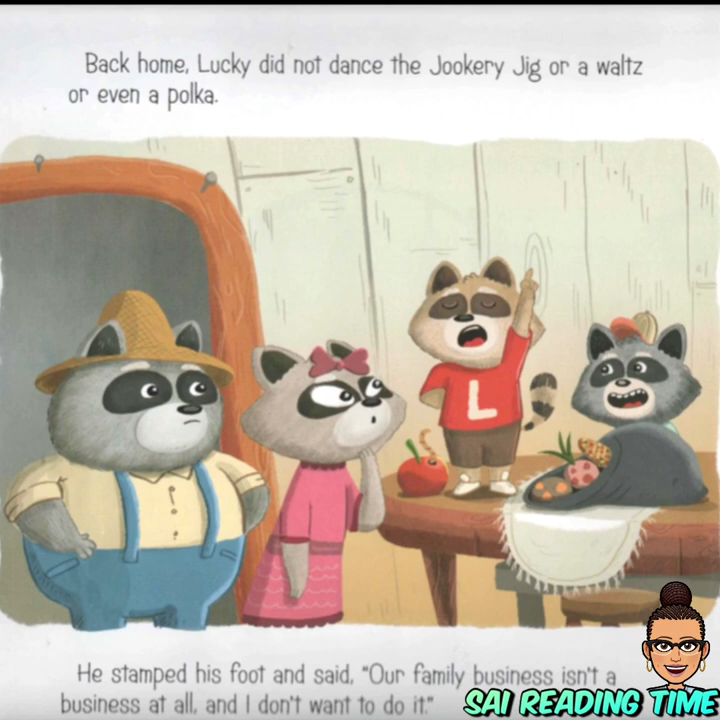 Back home, Lucky did not dance the Jookery Jig or a waltz
or even a polka.
L
He stamped his foot and said, "Our family business isn't a
business at all, and I don't want to do it."
SAI READING TIME